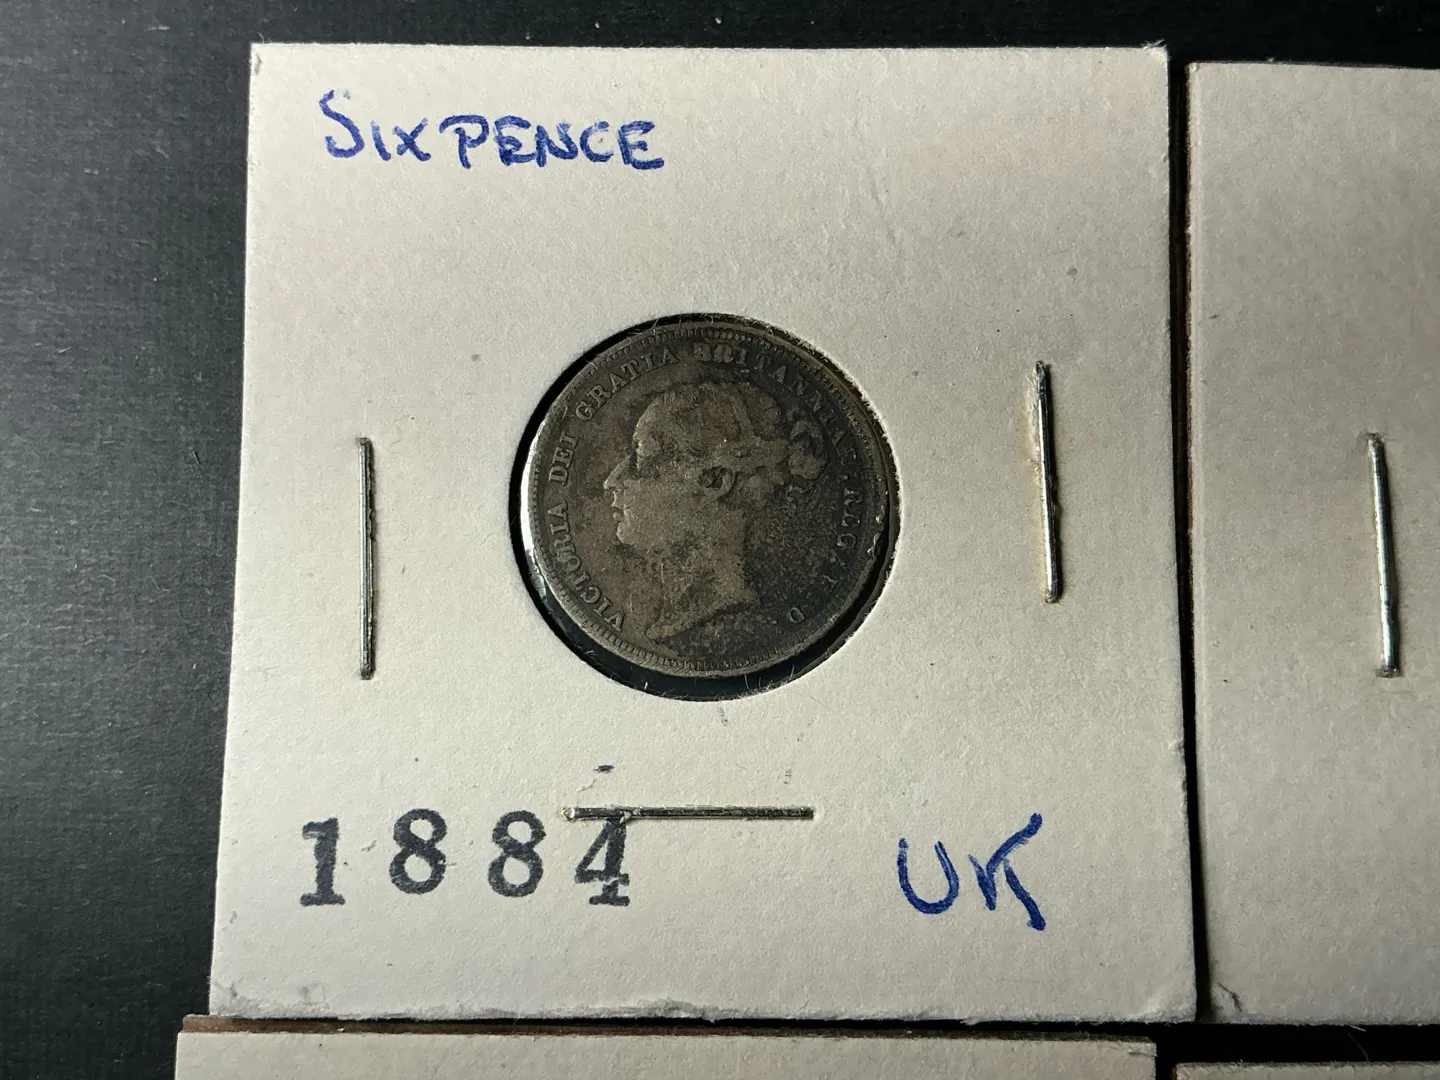 SIXPENCE
VICTORIA DEI GRATIA BRITANNIAR: REG: F: D:
1884
UK